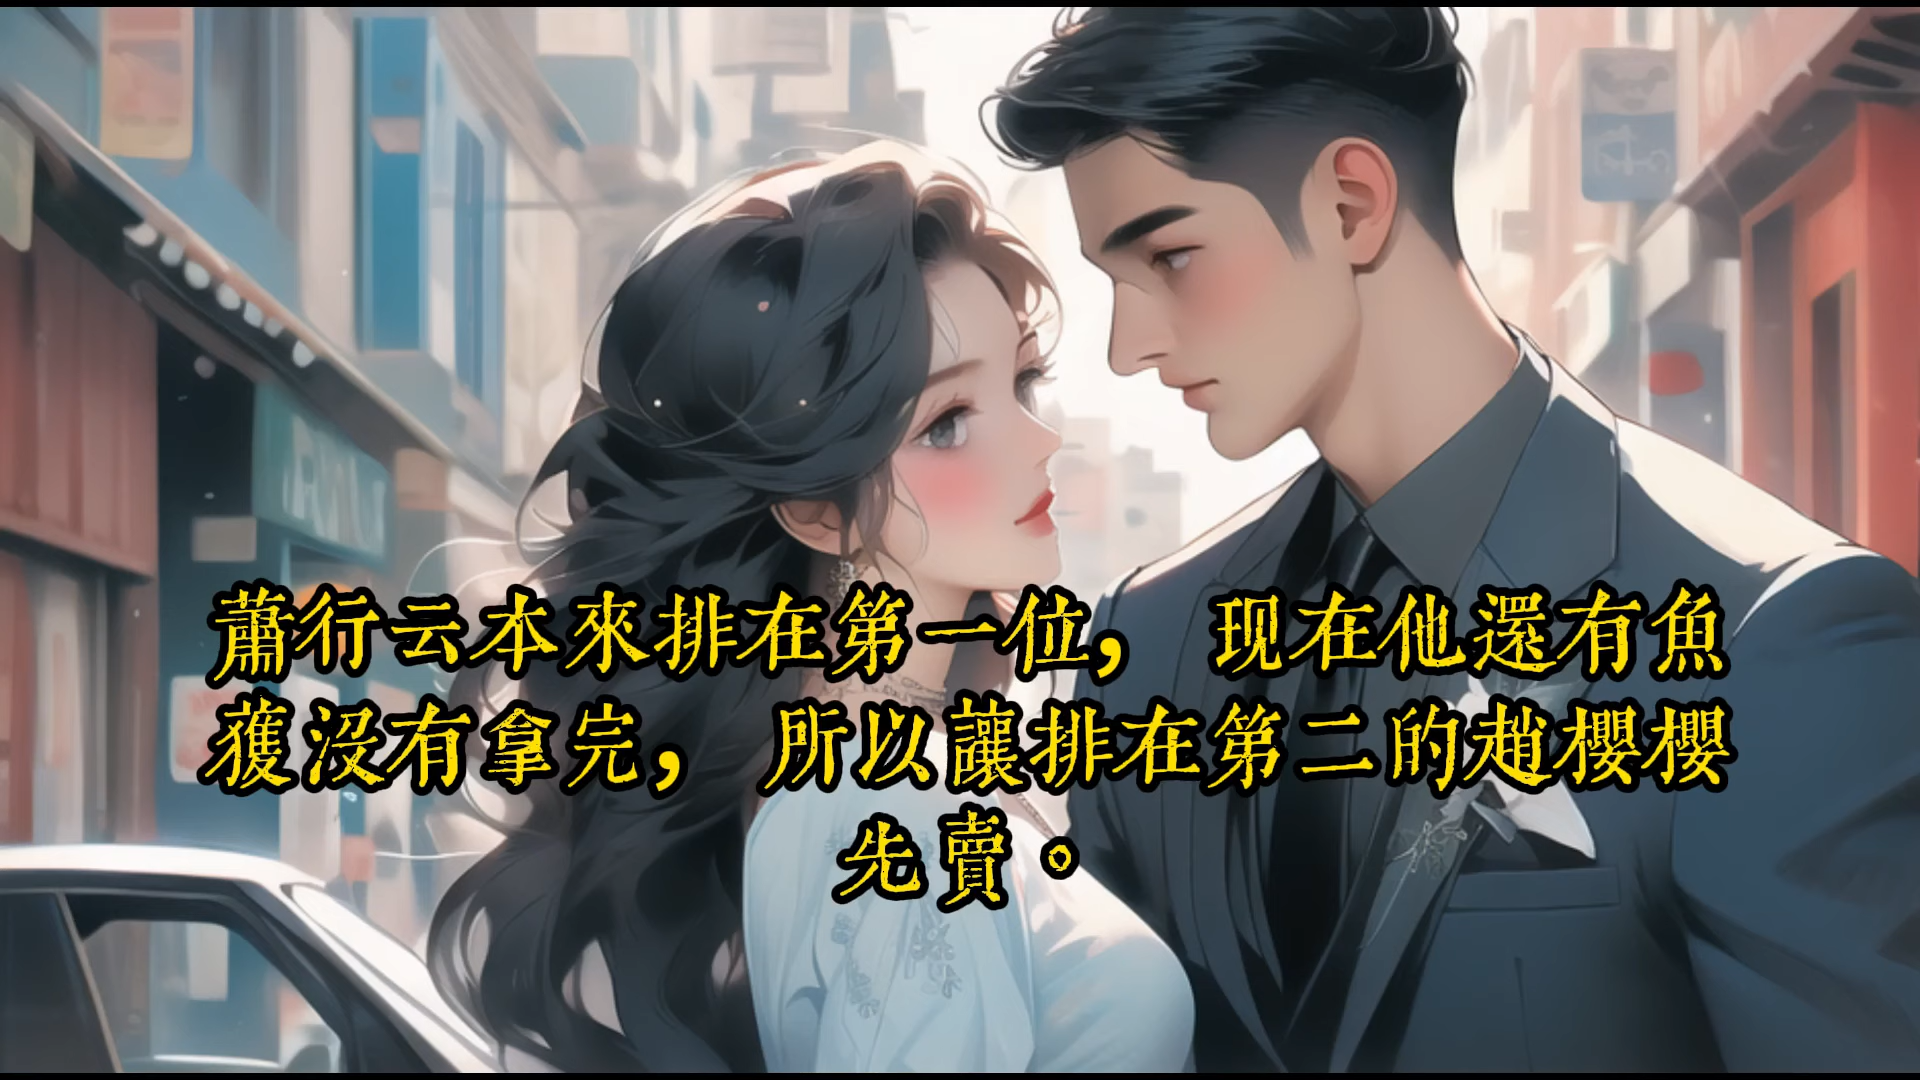 蕭行云本來排在第一位，现在他還有魚
蒦沒有拿完，所以讓排在第二的趙櫻櫻
先賣。